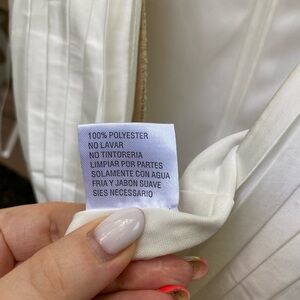 100% POLYESTER
NO LAVAR
NO TINTORERIA
LIMPIAR POR PARTES
SOLAMENTE CON AGUA
FRIA Y JABON SUAVE
SIES NECESSARIO